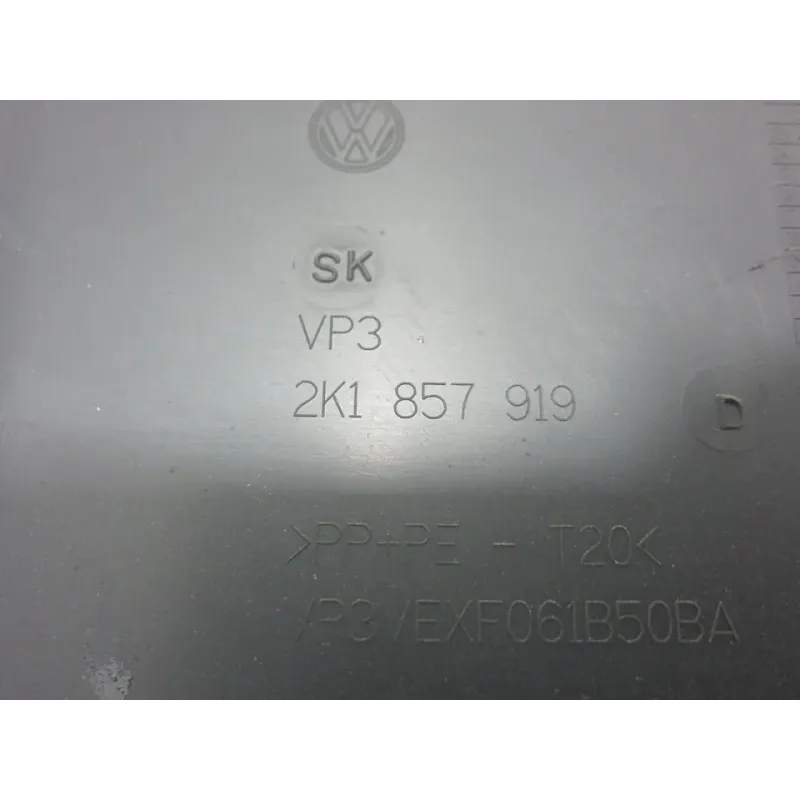 SK
VP3
2K1 857 919
D
>PP+PE - T20<
/P3 /EXF061B50BA